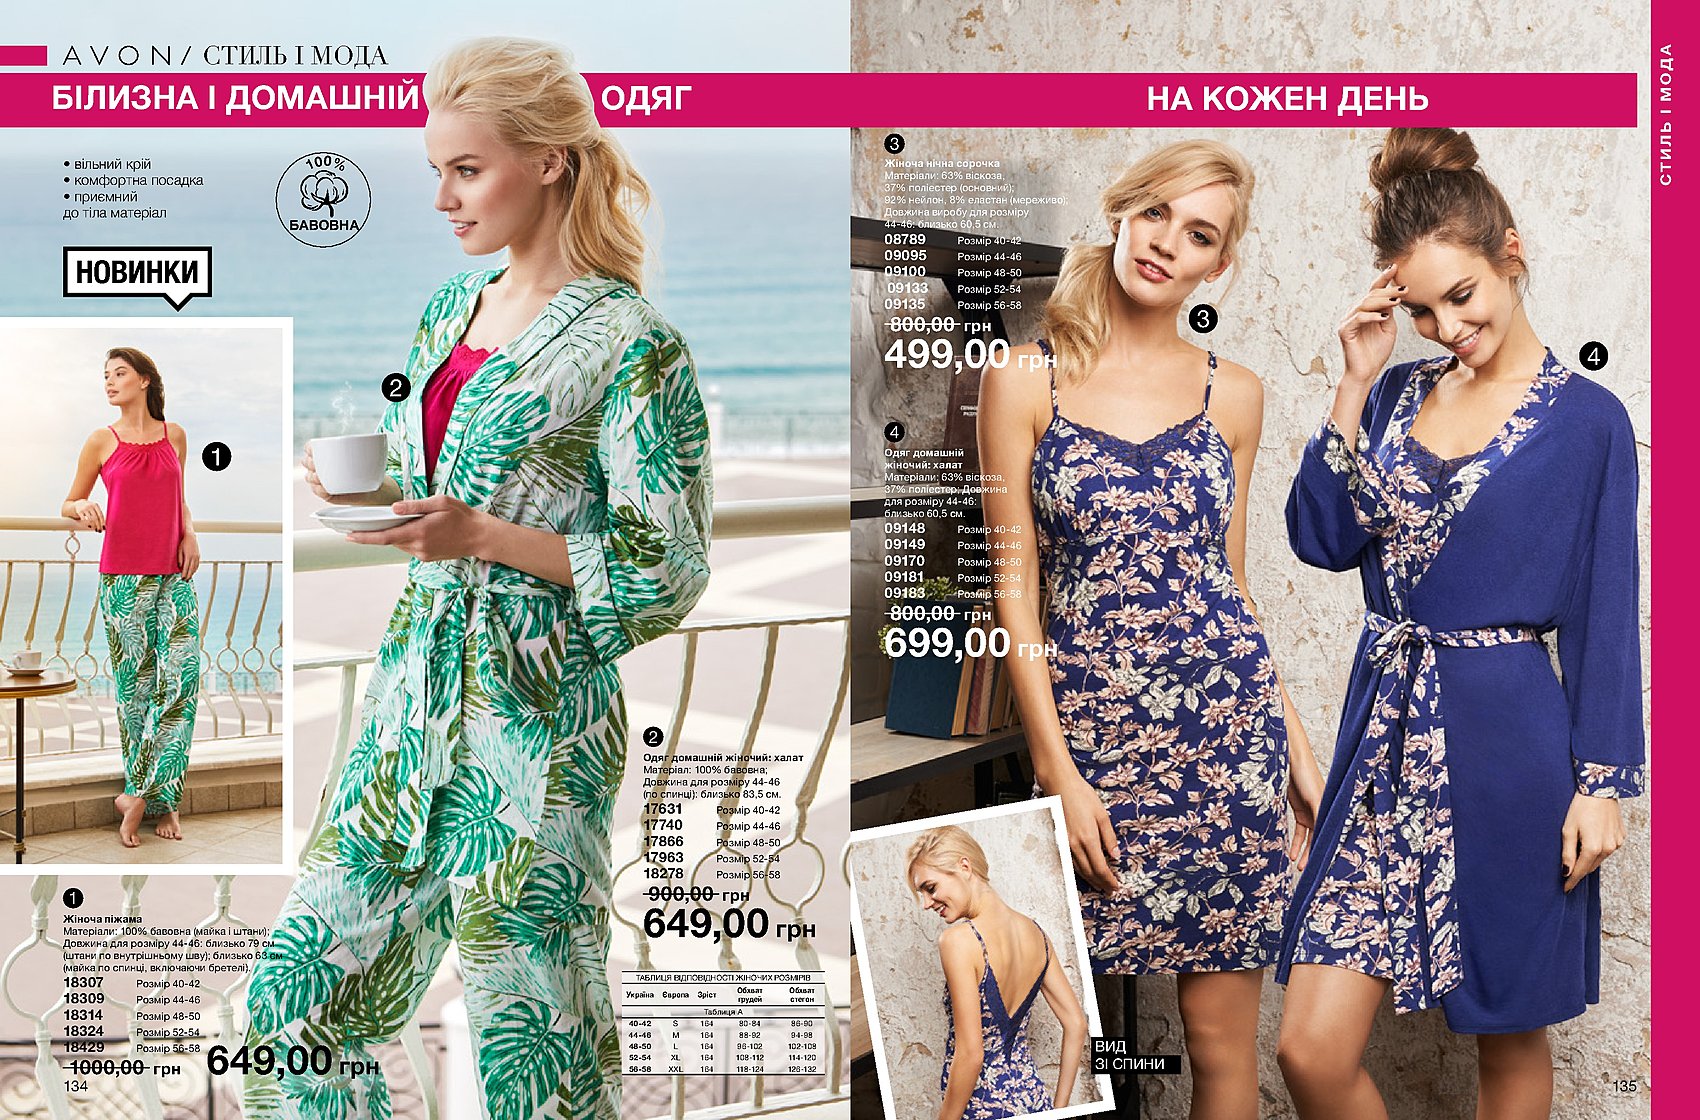 AVON / СТИЛЬ І МОДА
БІЛИЗНА І ДОМАШНІЙ ОДЯГ
• вільний крій
• комфортна посадка
• приємний
до тіла матеріал
100%
БАВОВНА
НОВИНКИ
1
2
1
Жіноча піжама
Матеріали: 100% бавовна (майка і штани);
Довжина для розміру 44-46: близько 79 см
(штани по внутрішньому шву); близько 63 см
(майка по спинці, включаючи бретелі).
18307 Розмір 40-42
18309 Розмір 44-46
18314 Розмір 48-50
18324 Розмір 52-54
18429 Розмір 56-58
1000,00 грн
649,00 грн
134
2
Одяг домашній жіночий: халат
Матеріал: 100% бавовна;
Довжина для розміру 44-46
(по спинці): близько 83,5 см.
17631 Розмір 40-42
17740 Розмір 44-46
17866 Розмір 48-50
17963 Розмір 52-54
18278 Розмір 56-58
900,00 грн
649,00 грн
ТАБЛИЦЯ ВІДПОВІДНОСТІ ЖІНОЧИХ РОЗМІРІВ
Україна Європа Зріст Обхват грудей Обхват стегон
Таблиця А
40-42 S 164 80-84 86-90
44-46 M 164 88-92 94-98
48-50 L 164 96-102 102-108
52-54 XL 164 108-112 114-120
56-58 XXL 164 118-124 126-132
НА КОЖЕН ДЕНЬ
СТИЛЬ І МОДА
3
Жіноча нічна сорочка
Матеріали: 63% віскоза,
37% поліестер (основний);
92% нейлон, 8% еластан (мереживо);
Довжина виробу для розміру
44-46: близько 60,5 см.
08789 Розмір 40-42
09095 Розмір 44-46
09100 Розмір 48-50
09133 Розмір 52-54
09135 Розмір 56-58
800,00 грн
499,00 грн
3
4
4
Одяг домашній
жіночий: халат
Матеріали: 63% віскоза,
37% поліестер; Довжина
для розміру 44-46:
близько 60,5 см.
09148 Розмір 40-42
09149 Розмір 44-46
09170 Розмір 48-50
09181 Розмір 52-54
09183 Розмір 56-58
800,00 грн
699,00 грн
ВИД
ЗІ СПИНИ
135